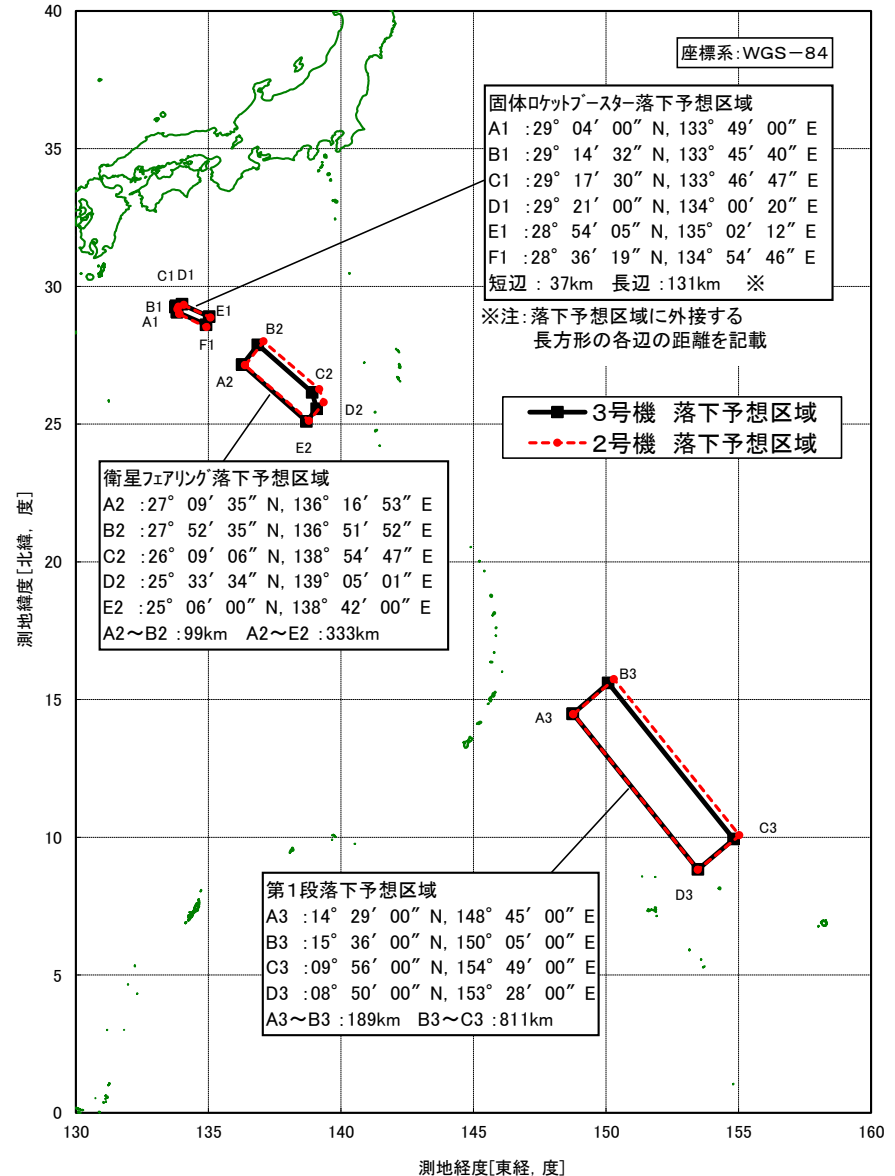 座標系:WGS-84
固体ロケットブースター落下予想区域
A1 :29° 04′ 00″ N, 133° 49′ 00″ E
B1 :29° 14′ 32″ N, 133° 45′ 40″ E
C1 :29° 17′ 30″ N, 133° 46′ 47″ E
D1 :29° 21′ 00″ N, 134° 00′ 20″ E
E1 :28° 54′ 05″ N, 135° 02′ 12″ E
F1 :28° 36′ 19″ N, 134° 54′ 46″ E
短辺 : 37km 長辺 :131km ※
※注:落下予想区域に外接する
長方形の各辺の距離を記載
3号機 落下予想区域
2号機 落下予想区域
C1 D1
B1
A1
E1
F1
B2
A2
C2
D2
E2
衛星フェアリング落下予想区域
A2 :27° 09′ 35″ N, 136° 16′ 53″ E
B2 :27° 52′ 35″ N, 136° 51′ 52″ E
C2 :26° 09′ 06″ N, 138° 54′ 47″ E
D2 :25° 33′ 34″ N, 139° 05′ 01″ E
E2 :25° 06′ 00″ N, 138° 42′ 00″ E
A2~B2 :99km A2~E2 :333km
B3
A3
C3
D3
第1段落下予想区域
A3 :14° 29′ 00″ N, 148° 45′ 00″ E
B3 :15° 36′ 00″ N, 150° 05′ 00″ E
C3 :09° 56′ 00″ N, 154° 49′ 00″ E
D3 :08° 50′ 00″ N, 153° 28′ 00″ E
A3~B3 :189km B3~C3 :811km
40
35
30
25
20
15
10
5
0
測地緯度[北緯, 度]
130 135 140 145 150 155 160
測地経度[東経, 度]